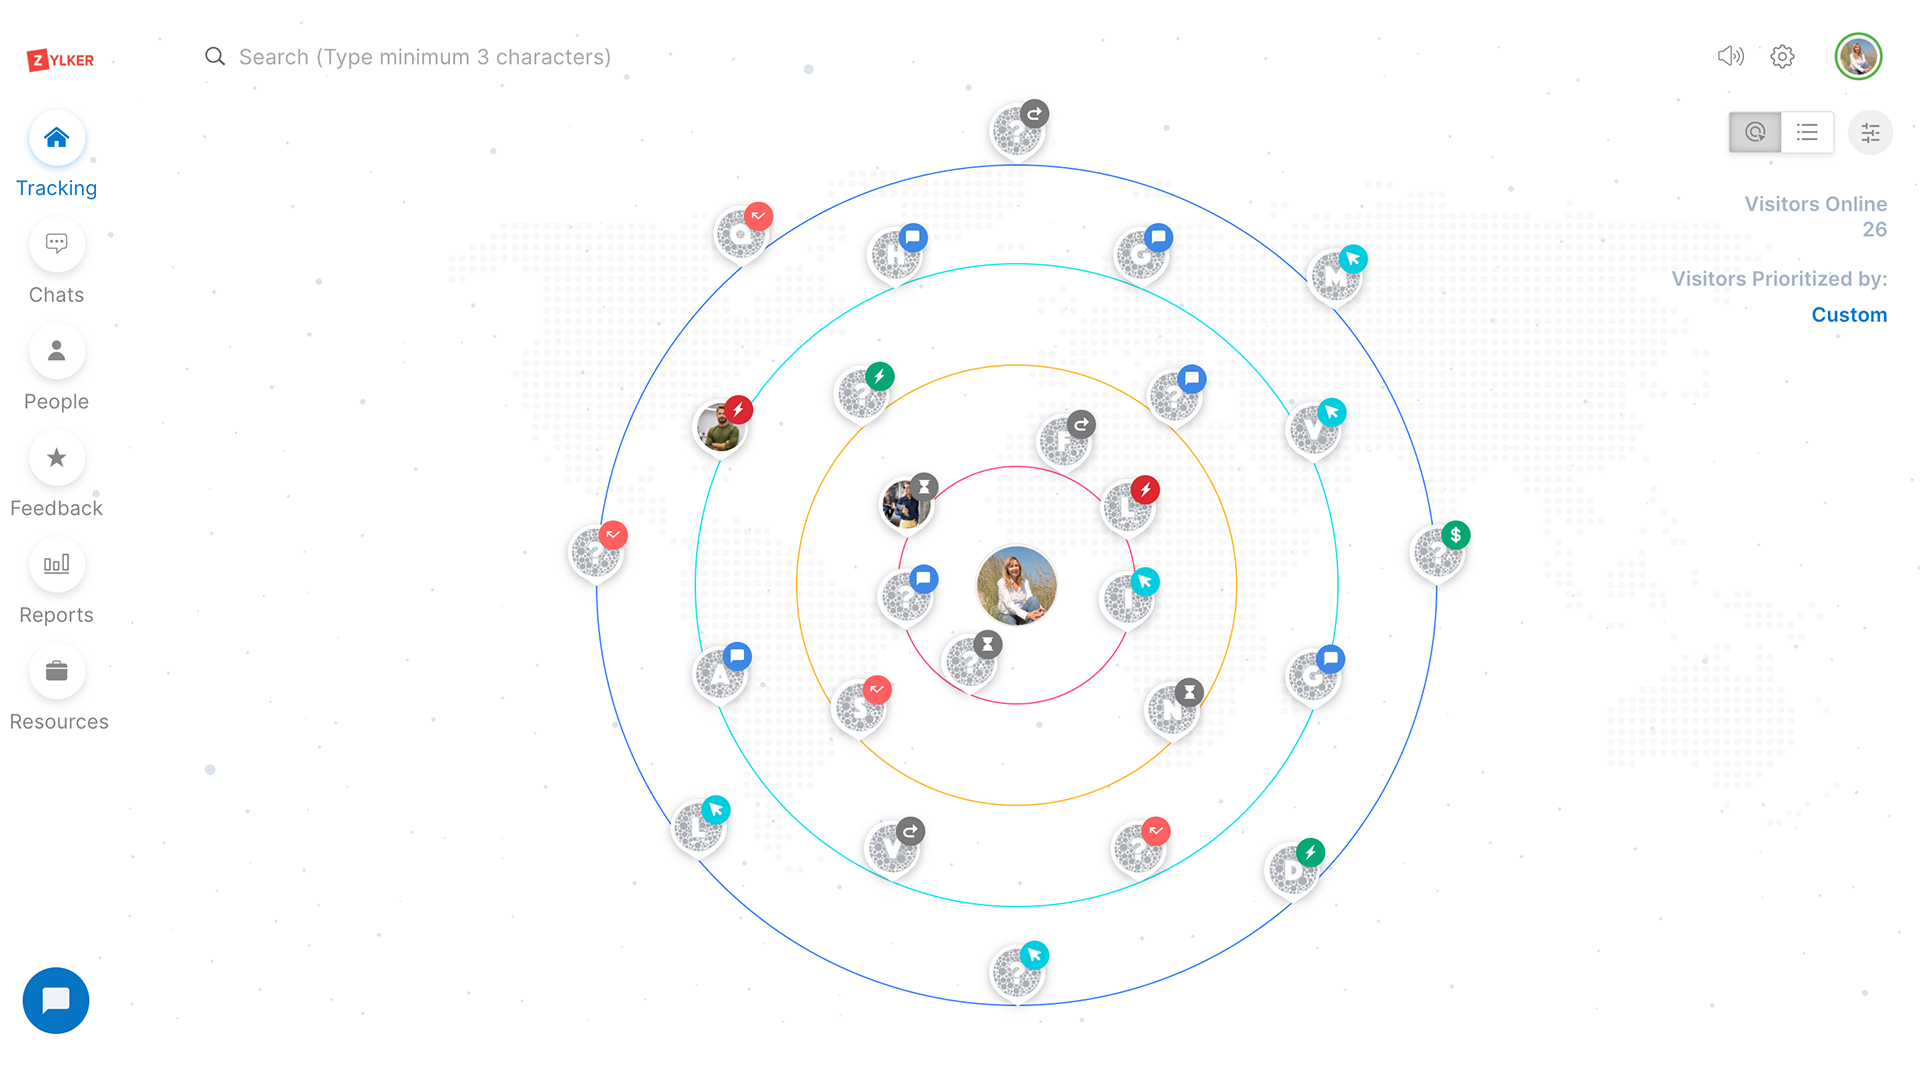 ZYLKER
Search (Type minimum 3 characters)
Tracking
Chats
People
Feedback
Reports
Resources
Visitors Online
26
Visitors Prioritized by:
Custom
?
Q
H
G
M
?
?
V
F
L
?
?
$
?
I
?
A
G
S
N
L
V
?
D
?